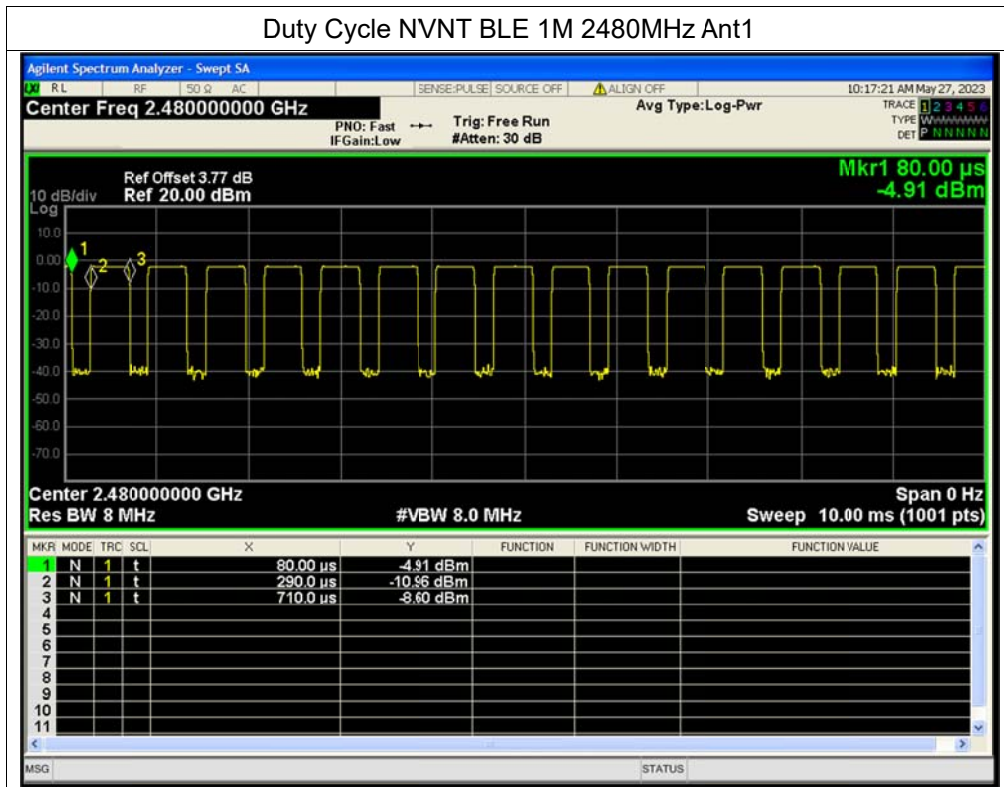 Duty Cycle NVNT BLE 1M 2480MHz Ant1
Agilent Spectrum Analyzer - Swept SA
RL RF 50 Ω AC SENSE:PULSE SOURCE OFF ALIGN OFF 10:17:21 AM May 27, 2023
Center Freq 2.480000000 GHz Avg Type:Log-Pwr TRACE 1 2 3 4 5 6
PNO: Fast Trig: Free Run TYPE W
IFGain:Low #Atten: 30 dB DET P N N N N N
Mkr1 80.00 µs
-4.91 dBm
Ref Offset 3.77 dB
10 dB/div Ref 20.00 dBm
Log
10.0
0.00
-10.0
-20.0
-30.0
-40.0
-50.0
-60.0
-70.0
1
2
3
Center 2.480000000 GHz Span 0 Hz
Res BW 8 MHz #VBW 8.0 MHz Sweep 10.00 ms (1001 pts)
MKR MODE TRC SCL X Y FUNCTION FUNCTION WIDTH FUNCTION VALUE
1 N 1 t 80.00 µs -4.91 dBm
2 N 1 t 290.0 µs -10.96 dBm
3 N 1 t 710.0 µs -8.60 dBm
4
5
6
7
8
9
10
11
MSG STATUS